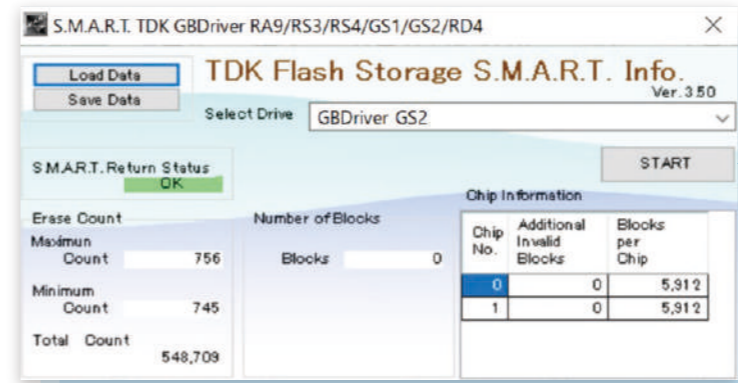 S.M.A.R.T. TDK GBDriver RA9/RS3/RS4/GS1/GS2/RD4
Load Data
Save Data
TDK Flash Storage S.M.A.R.T. Info.
Ver.3.50
Select Drive GBDriver GS2
S.M.A.R.T. Return Status
OK
START
Erase Count
Maximun
Count 756
Minimum
Count 745
Total Count
548,709
Number of Blocks
Blocks 0
Chip Information
Chip No. Additional Invalid Blocks Blocks per Chip
0 0 5,912
1 0 5,912